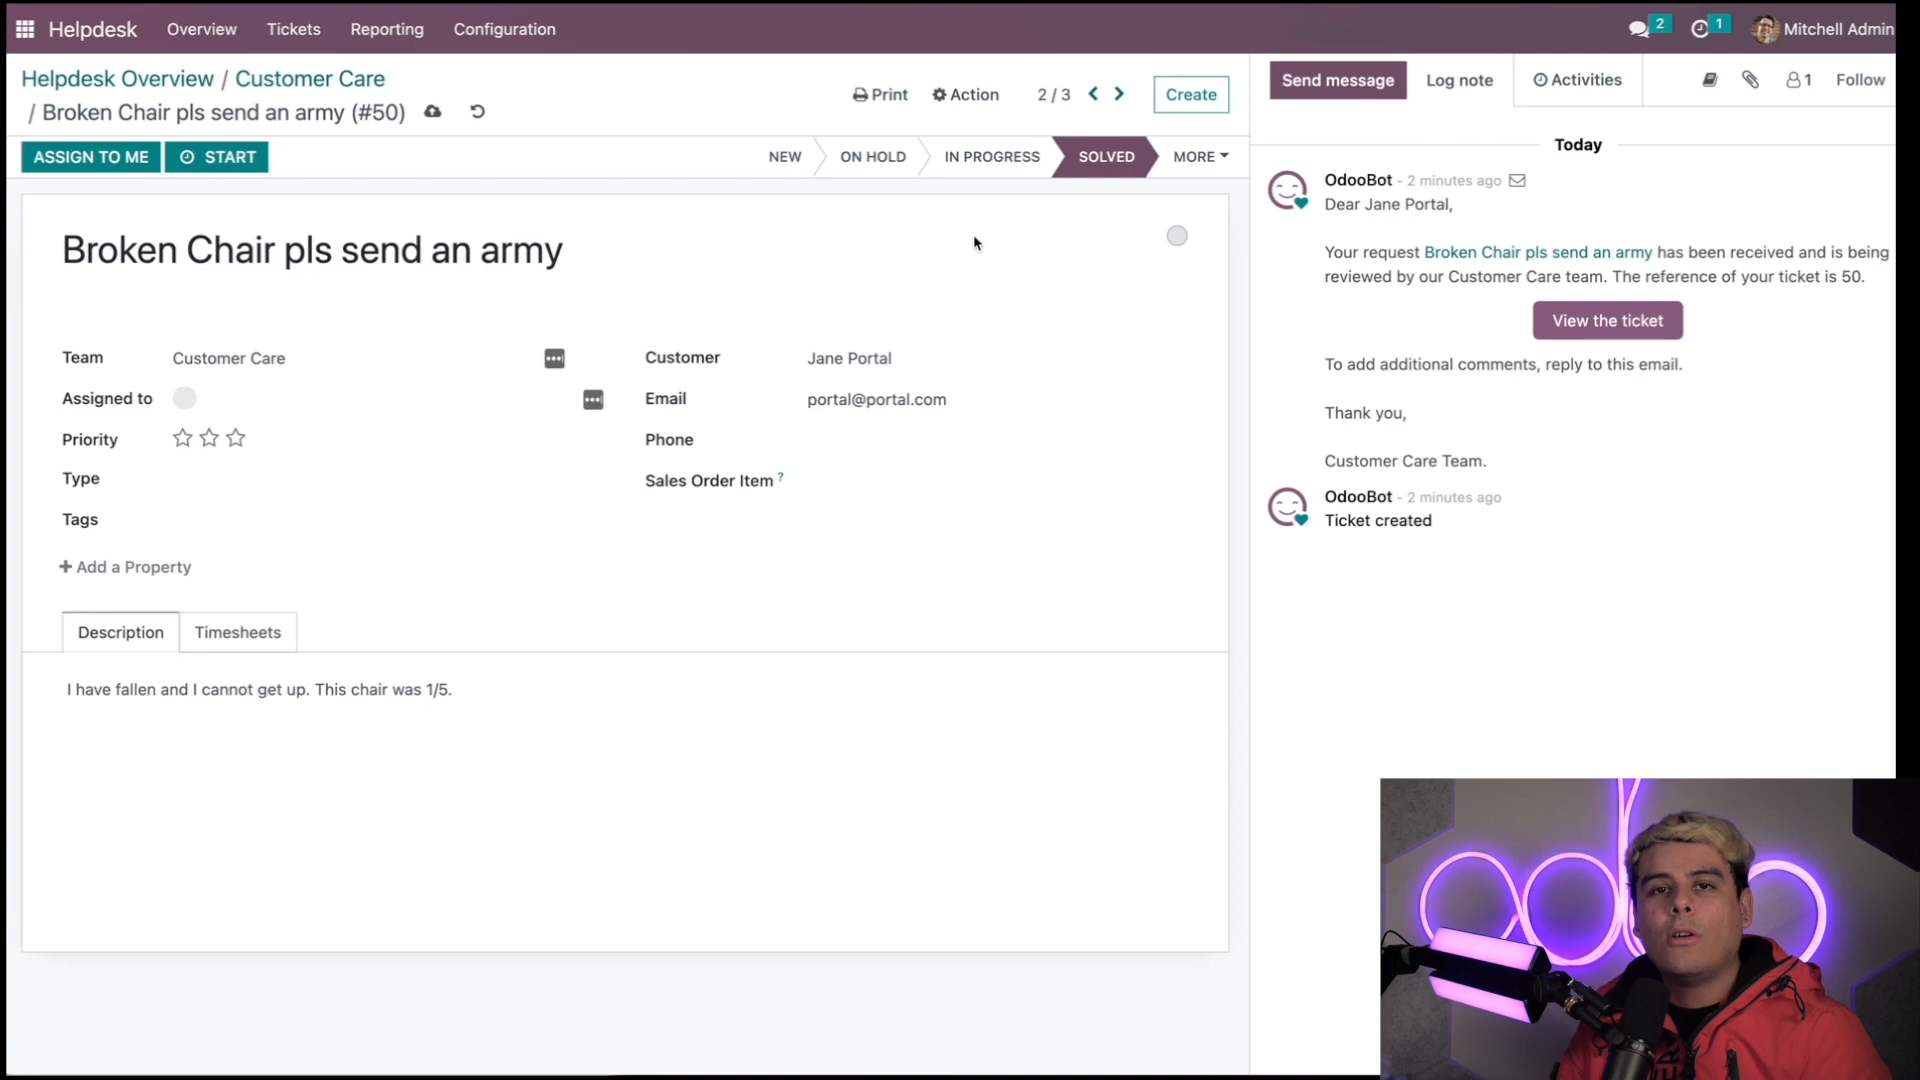 Helpdesk Overview Tickets Reporting Configuration 2 1 Mitchell Admin
Helpdesk Overview / Customer Care
/ Broken Chair pls send an army (#50)
Print Action 2 / 3 Create
ASSIGN TO ME START NEW ON HOLD IN PROGRESS SOLVED MORE
Broken Chair pls send an army
Team Customer Care
Assigned to
Priority
Type
Tags
Add a Property
Customer Jane Portal
Email portal@portal.com
Phone
Sales Order Item ?
Description Timesheets
I have fallen and I cannot get up. This chair was 1/5.
Send message Log note Activities 1 Follow
Today
OdooBot - 2 minutes ago
Dear Jane Portal,
Your request Broken Chair pls send an army has been received and is being
reviewed by our Customer Care team. The reference of your ticket is 50.
View the ticket
To add additional comments, reply to this email.
Thank you,
Customer Care Team.
OdooBot - 2 minutes ago
Ticket created